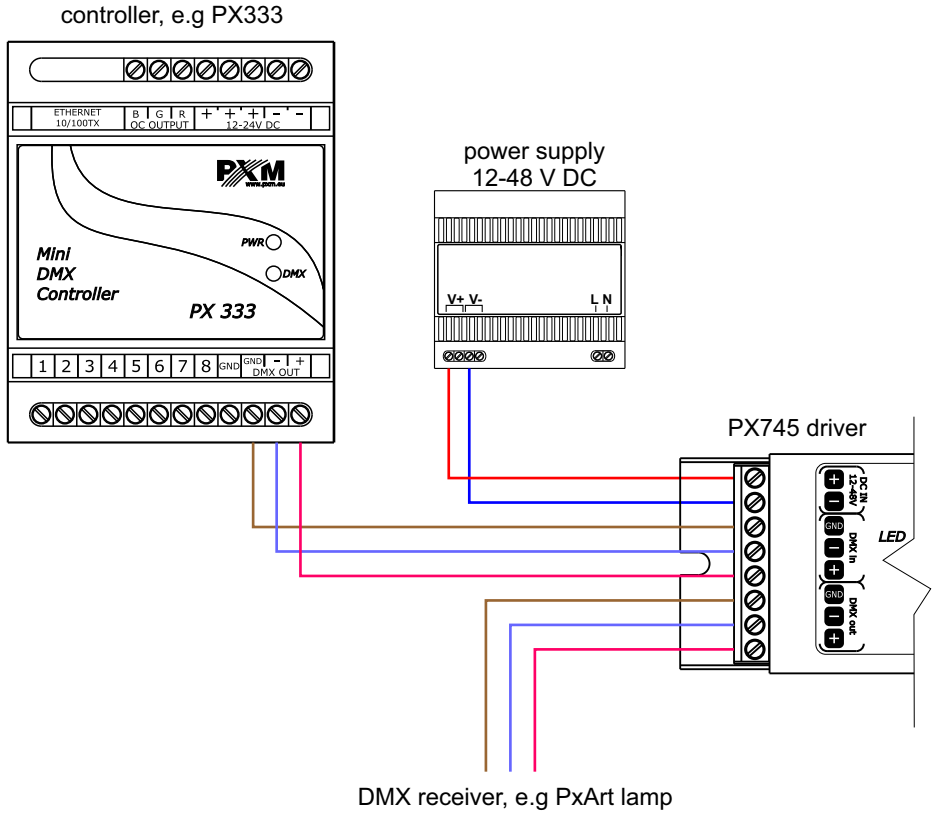 controller, e.g PX333
ETHERNET
10/100TX
B G R + + + - -
OC OUTPUT 12-24V DC
PXM
www.pxm.eu
PWR
DMX
Mini
DMX
Controller
PX 333
1 2 3 4 5 6 7 8 GND GND - +
DMX OUT
power supply
12-48 V DC
V+ V- L N
PX745 driver
+
-
DC IN
12-48V
GND
-
+
DMX In
GND
-
+
DMX out
LED
DMX receiver, e.g PxArt lamp